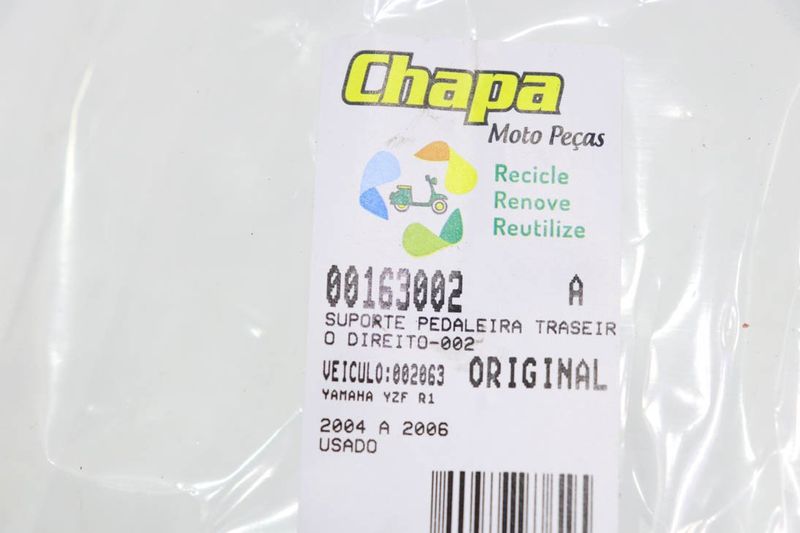 Chapa
Moto Peças
Recicle
Renove
Reutilize
00163002 A
SUPORTE PEDALEIRA TRASEIR
O DIREITO-002
VEICULO:002063 ORIGINAL
YAMAHA YZF R1
2004 A 2006
USADO